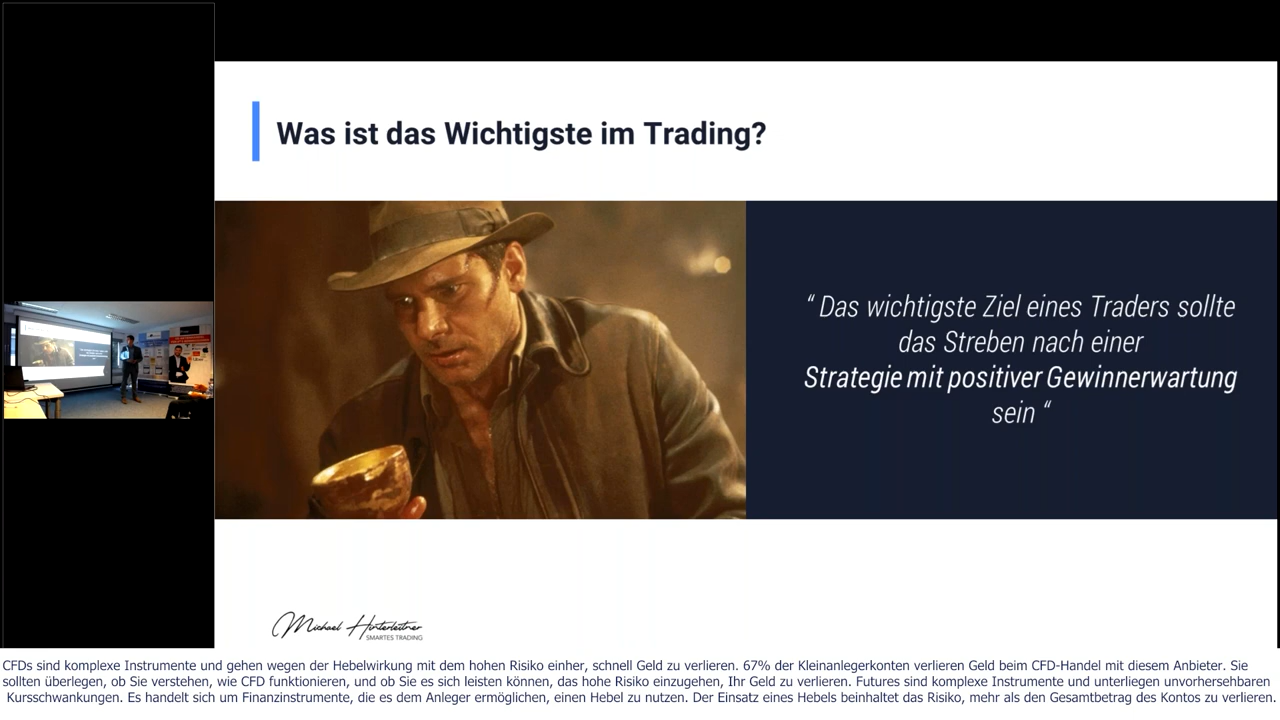 Was ist das Wichtigste im Trading?
“ Das wichtigste Ziel eines Traders sollte
das Streben nach einer
Strategie mit positiver Gewinnerwartung
sein “
Michael Hinterleitner
SMARTES TRADING
CFDs sind komplexe Instrumente und gehen wegen der Hebelwirkung mit dem hohen Risiko einher, schnell Geld zu verlieren. 67% der Kleinanlegerkonten verlieren Geld beim CFD-Handel mit diesem Anbieter. Sie
sollten überlegen, ob Sie verstehen, wie CFD funktionieren, und ob Sie es sich leisten können, das hohe Risiko einzugehen, Ihr Geld zu verlieren. Futures sind komplexe Instrumente und unterliegen unvorhersehbaren
Kursschwankungen. Es handelt sich um Finanzinstrumente, die es dem Anleger ermöglichen, einen Hebel zu nutzen. Der Einsatz eines Hebels beinhaltet das Risiko, mehr als den Gesamtbetrag des Kontos zu verlieren.